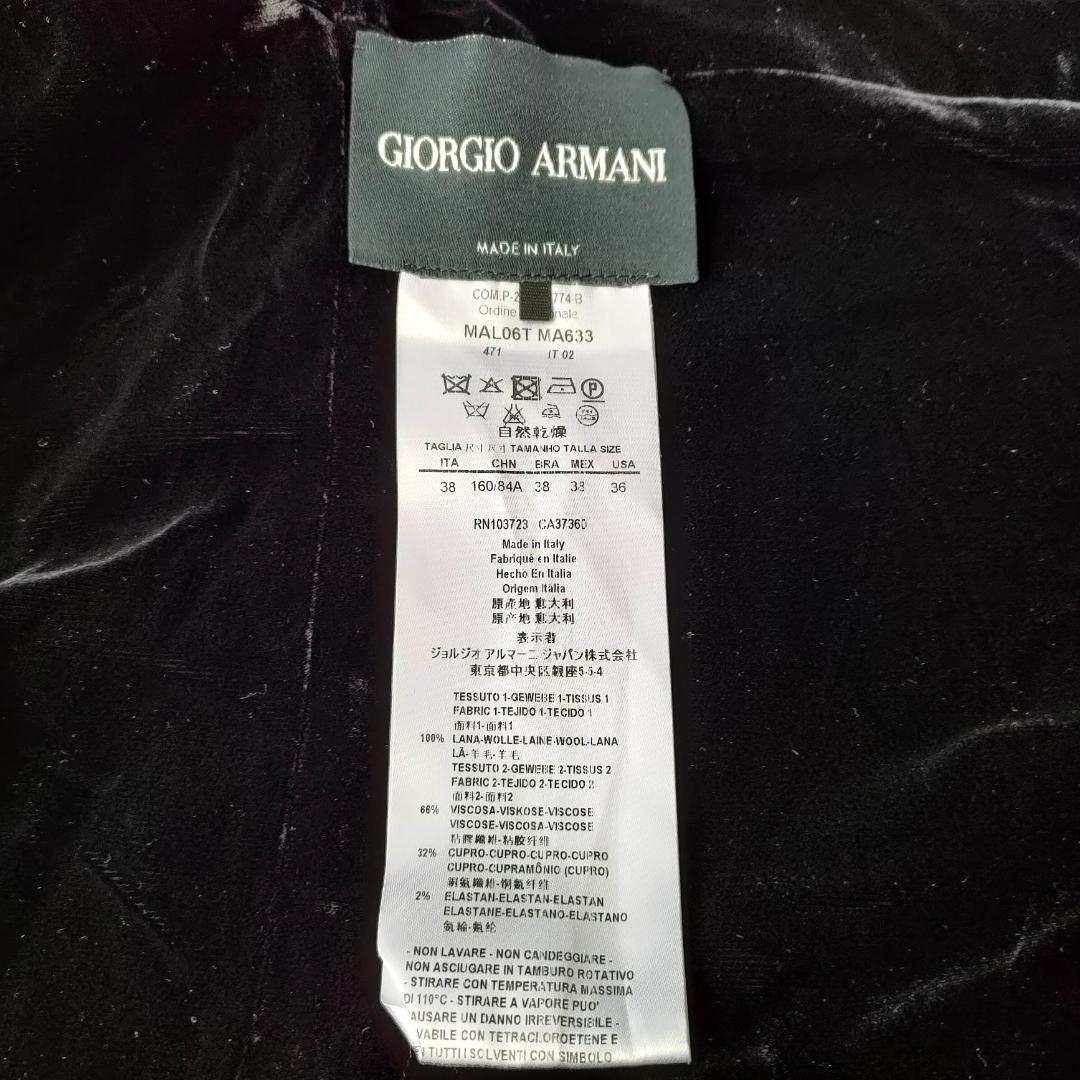 GIORGIO ARMANI
MADE IN ITALY
774-B
Ordine
MAL06T MA633
471 IT 02
P
自然乾燥
TAGLIA 尺寸 尺寸 TAMANHO TALLA SIZE
ITA CHN BRA MEX USA
38 160/84A 38 38 36
RN103723 CA37360
Made in Italy
Fabriqué en Italie
Hecho En Italia
Origem Itália
原產地 意大利
原产地 意大利
表示者
ジョルジオ アルマーニ ジャパン株式会社
東京都中央区銀座5-5-4
TESSUTO 1-GEWEBE 1-TISSUS 1
FABRIC 1-TEJIDO 1-TECIDO 1
面料1-面料1
100% LANA-WOLLE-LAINE-WOOL-LANA
LÃ-羊毛-羊毛
TESSUTO 2-GEWEBE 2-TISSUS 2
FABRIC 2-TEJIDO 2-TECIDO 2
面料2-面料2
66% VISCOSA-VISKOSE-VISCOSE
VISCOSE-VISCOSA-VISCOSE
粘膠纖維-粘胶纤维
32% CUPRO-CUPRO-CUPRO-CUPRO
CUPRO-CUPRAMÔNIO (CUPRO)
銅氨纖維-铜氨纤维
2% ELASTAN-ELASTAN-ELASTAN
ELASTANE-ELASTANO-ELASTANO
氨綸-氨纶
- NON LAVARE - NON CANDEGGIARE -
NON ASCIUGARE IN TAMBURO ROTATIVO
- STIRARE CON TEMPERATURA MASSIMA
DI 110°C - STIRARE A VAPORE PUO'
AUSARE UN DANNO IRREVERSIBILE -
VABILE CON TETRACLOROETENE E
I TUTTI I SOLVENTI CON SIMBOLO